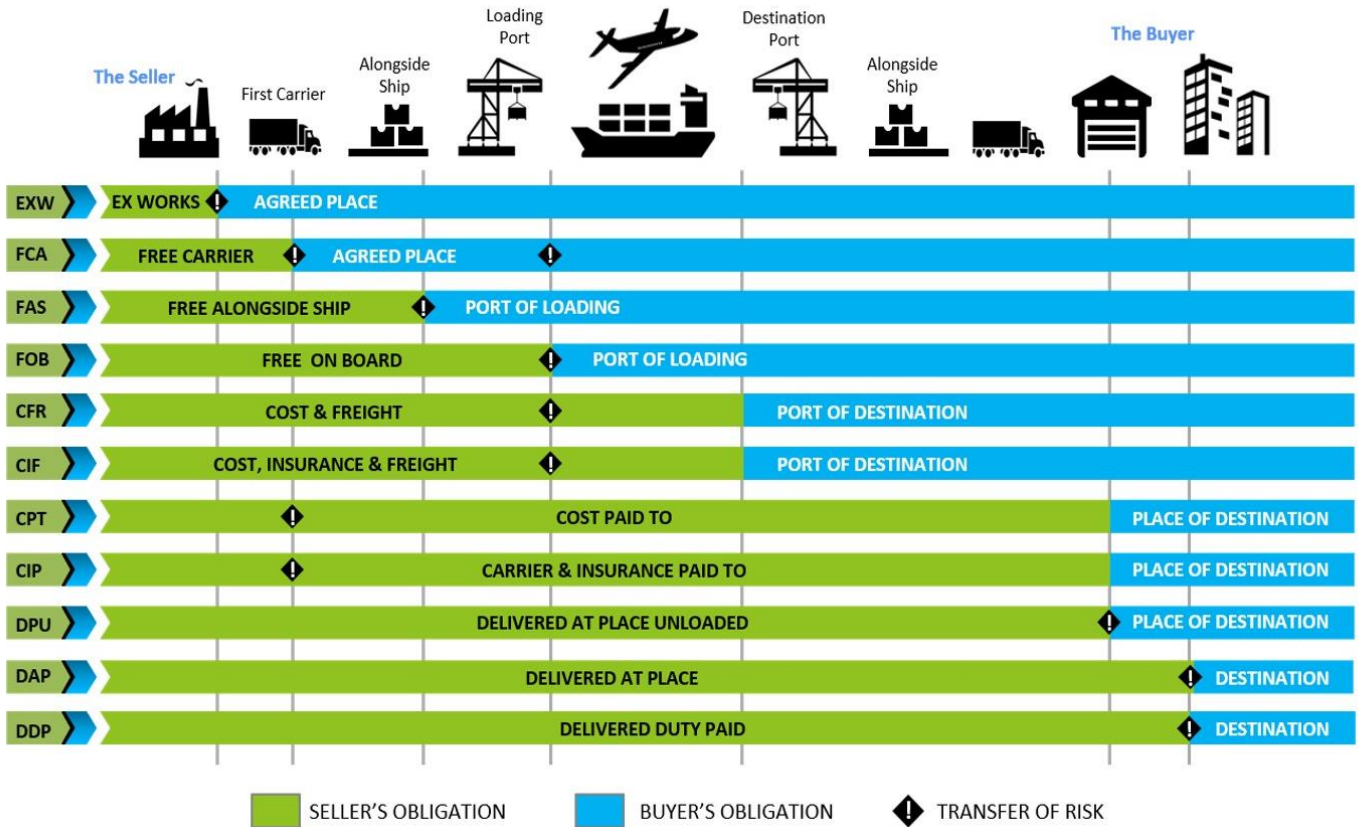 Loading
Port
Destination
Port
The Buyer
The Seller
Alongside
Ship
Alongside
Ship
First Carrier
EXW EX WORKS ! AGREED PLACE
FCA FREE CARRIER ! AGREED PLACE !
FAS FREE ALONGSIDE SHIP ! PORT OF LOADING
FOB FREE ON BOARD ! PORT OF LOADING
CFR COST & FREIGHT ! PORT OF DESTINATION
CIF COST, INSURANCE & FREIGHT ! PORT OF DESTINATION
CPT ! COST PAID TO PLACE OF DESTINATION
CIP ! CARRIER & INSURANCE PAID TO PLACE OF DESTINATION
DPU DELIVERED AT PLACE UNLOADED ! PLACE OF DESTINATION
DAP DELIVERED AT PLACE ! DESTINATION
DDP DELIVERED DUTY PAID ! DESTINATION
SELLER'S OBLIGATION BUYER'S OBLIGATION ! TRANSFER OF RISK